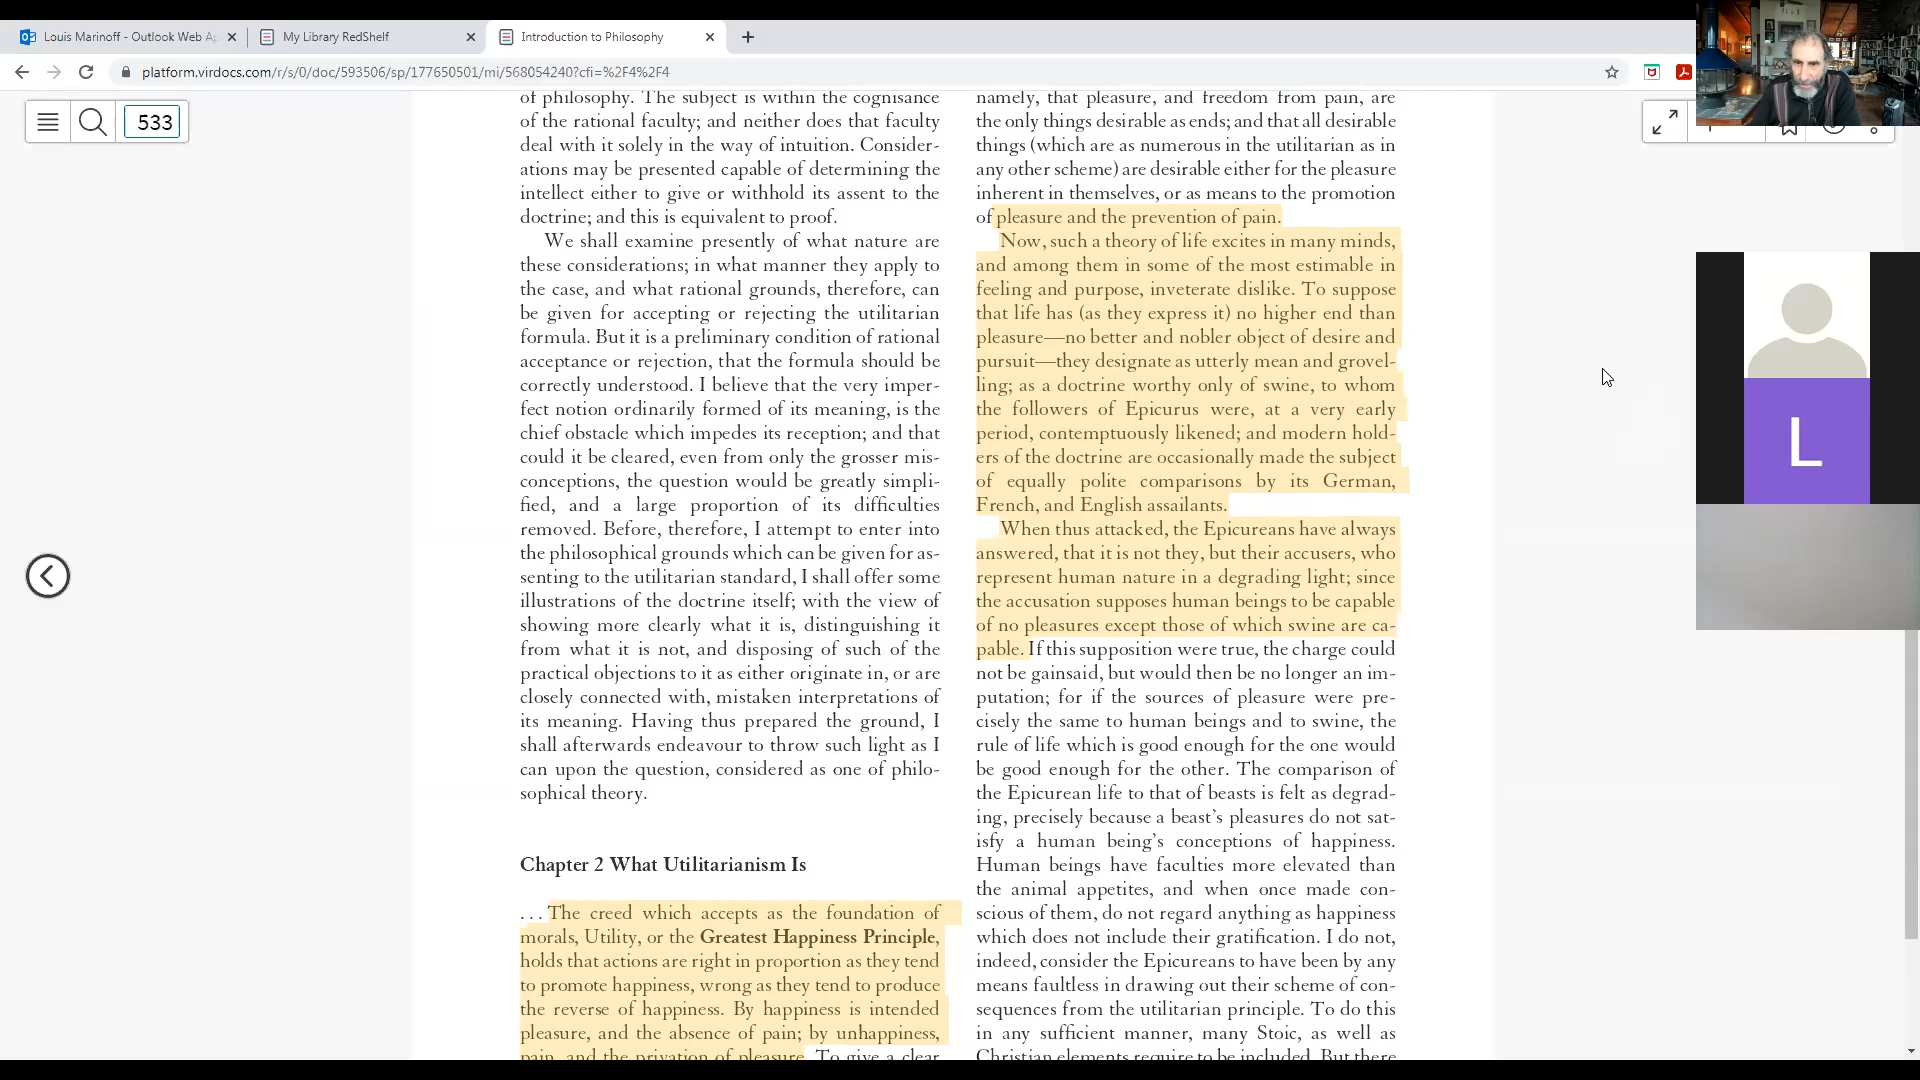 Louis Marinoff - Outlook Web Ap
My Library RedShelf
Introduction to Philosophy
platform.virdocs.com/r/s/0/doc/593506/sp/177650501/mi/568054240?cfi=%2F4%2F4
533
of philosophy. The subject is within the cognisance
of the rational faculty; and neither does that faculty
deal with it solely in the way of intuition. Consider-
ations may be presented capable of determining the
intellect either to give or withhold its assent to the
doctrine; and this is equivalent to proof.
We shall examine presently of what nature are
these considerations; in what manner they apply to
the case, and what rational grounds, therefore, can
be given for accepting or rejecting the utilitarian
formula. But it is a preliminary condition of rational
acceptance or rejection, that the formula should be
correctly understood. I believe that the very imper-
fect notion ordinarily formed of its meaning, is the
chief obstacle which impedes its reception; and that
could it be cleared, even from only the grosser mis-
conceptions, the question would be greatly simpli-
fied, and a large proportion of its difficulties
removed. Before, therefore, I attempt to enter into
the philosophical grounds which can be given for as-
senting to the utilitarian standard, I shall offer some
illustrations of the doctrine itself; with the view of
showing more clearly what it is, distinguishing it
from what it is not, and disposing of such of the
practical objections to it as either originate in, or are
closely connected with, mistaken interpretations of
its meaning. Having thus prepared the ground, I
shall afterwards endeavour to throw such light as I
can upon the question, considered as one of philo-
sophical theory.
Chapter 2 What Utilitarianism Is
. . . The creed which accepts as the foundation of
morals, Utility, or the Greatest Happiness Principle,
holds that actions are right in proportion as they tend
to promote happiness, wrong as they tend to produce
the reverse of happiness. By happiness is intended
pleasure, and the absence of pain; by unhappiness,
pain, and the privation of pleasure. To give a clear
namely, that pleasure, and freedom from pain, are
the only things desirable as ends; and that all desirable
things (which are as numerous in the utilitarian as in
any other scheme) are desirable either for the pleasure
inherent in themselves, or as means to the promotion
of pleasure and the prevention of pain.
Now, such a theory of life excites in many minds,
and among them in some of the most estimable in
feeling and purpose, inveterate dislike. To suppose
that life has (as they express it) no higher end than
pleasure—no better and nobler object of desire and
pursuit—they designate as utterly mean and grovel-
ling; as a doctrine worthy only of swine, to whom
the followers of Epicurus were, at a very early
period, contemptuously likened; and modern hold-
ers of the doctrine are occasionally made the subject
of equally polite comparisons by its German,
French, and English assailants.
When thus attacked, the Epicureans have always
answered, that it is not they, but their accusers, who
represent human nature in a degrading light; since
the accusation supposes human beings to be capable
of no pleasures except those of which swine are ca-
pable. If this supposition were true, the charge could
not be gainsaid, but would then be no longer an im-
putation; for if the sources of pleasure were pre-
cisely the same to human beings and to swine, the
rule of life which is good enough for the one would
be good enough for the other. The comparison of
the Epicurean life to that of beasts is felt as degrad-
ing, precisely because a beast's pleasures do not sat-
isfy a human being's conceptions of happiness.
Human beings have faculties more elevated than
the animal appetites, and when once made con-
scious of them, do not regard anything as happiness
which does not include their gratification. I do not,
indeed, consider the Epicureans to have been by any
means faultless in drawing out their scheme of con-
sequences from the utilitarian principle. To do this
in any sufficient manner, many Stoic, as well as
Christian elements require to be included. But there
L